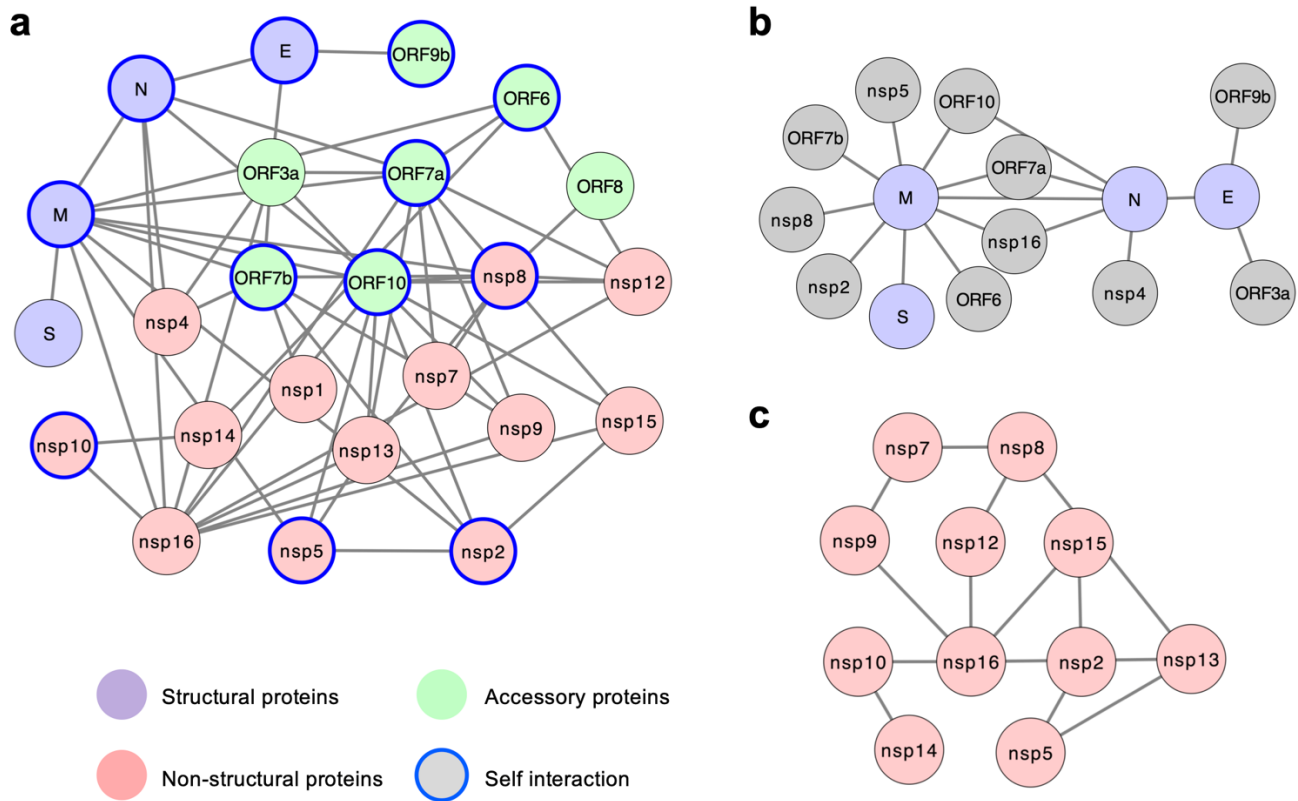 a
E
ORF9b
N
ORF6
ORF3a
ORF7a
ORF8
M
ORF7b
ORF10
nsp8
nsp12
S
nsp4
nsp1
nsp7
nsp10
nsp14
nsp13
nsp9
nsp15
nsp16
nsp5
nsp2
Structural proteins
Accessory proteins
Non-structural proteins
Self interaction
b
nsp5
ORF10
ORF9b
ORF7b
ORF7a
M
N
E
nsp8
nsp16
nsp2
ORF6
nsp4
ORF3a
S
c
nsp7
nsp8
nsp9
nsp12
nsp15
nsp10
nsp16
nsp2
nsp13
nsp14
nsp5